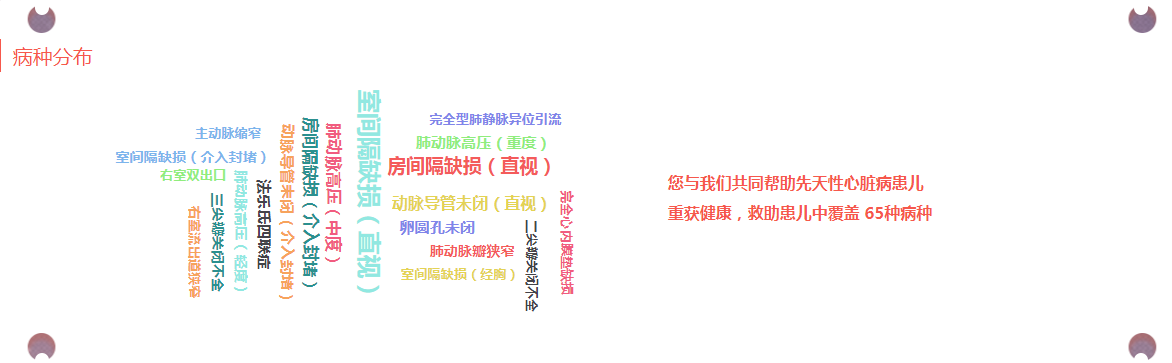 病种分布
主动脉缩窄
室间隔缺损（介入封堵）
右室双出口
右室流出道狭窄
三尖瓣关闭不全
肺动脉高压（轻度）
法乐氏四联症
动脉导管未闭（介入封堵）
房间隔缺损（介入封堵）
肺动脉高压（中度）
室间隔缺损（直视）
完全型肺静脉异位引流
肺动脉高压（重度）
房间隔缺损（直视）
动脉导管未闭（直视）
卵圆孔未闭
肺动脉瓣狭窄
室间隔缺损（经胸）
二尖瓣关闭不全
完全心内膜垫缺损
您与我们共同帮助先天性心脏病患儿
重获健康，救助患儿中覆盖 65种病种